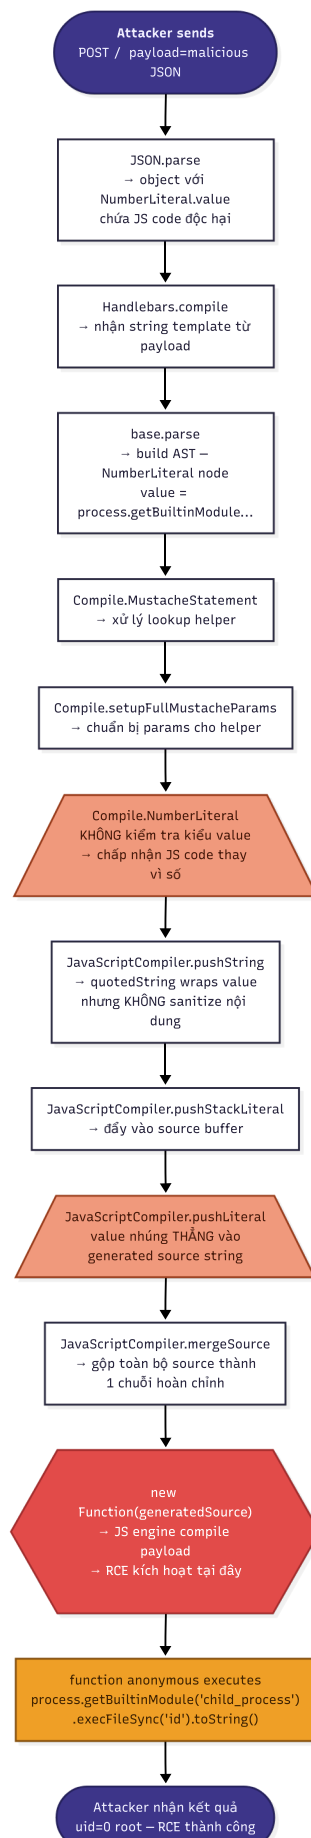 Attacker sends
POST / payload=malicious
JSON
JSON.parse
→ object với
NumberLiteral.value
chứa JS code độc hại
Handlebars.compile
→ nhận string template từ
payload
base.parse
→ build AST —
NumberLiteral node
value =
process.getBuiltinModule...
Compile.MustacheStatement
→ xử lý lookup helper
Compile.setupFullMustacheParams
→ chuẩn bị params cho helper
Compile.NumberLiteral
KHÔNG kiểm tra kiểu value
→ chấp nhận JS code thay
vì số
JavaScriptCompiler.pushString
→ quotedString wraps value
nhưng KHÔNG sanitize nội
dung
JavaScriptCompiler.pushStackLiteral
→ đẩy vào source buffer
JavaScriptCompiler.pushLiteral
value nhúng THẲNG vào
generated source string
JavaScriptCompiler.mergeSource
→ gộp toàn bộ source thành
1 chuỗi hoàn chỉnh
new
Function(generatedSource)
→ JS engine compile
payload
→ RCE kích hoạt tại đây
function anonymous executes
process.getBuiltinModule('child_process')
.execFileSync('id').toString()
Attacker nhận kết quả
uid=0 root — RCE thành công